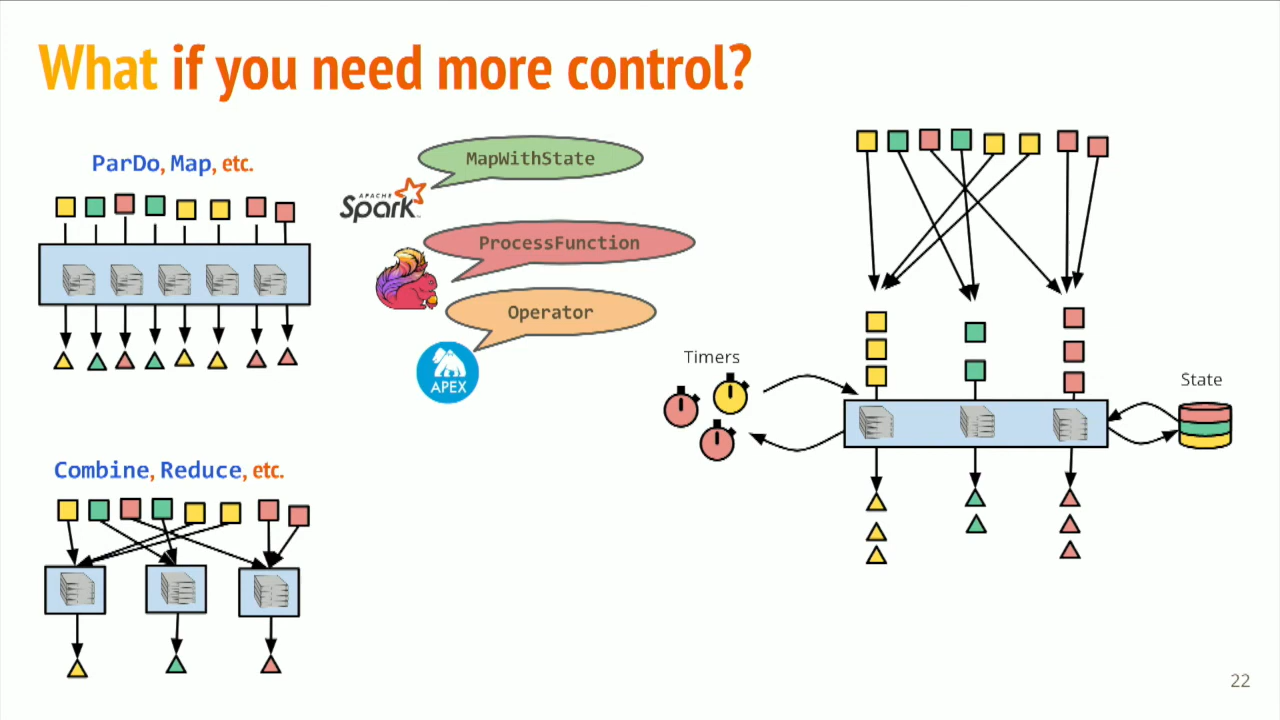 What if you need more control?
ParDo, Map, etc.
MapWithState
APACHE
Spark
ProcessFunction
Operator
APEX
Timers
State
Combine, Reduce, etc.
22